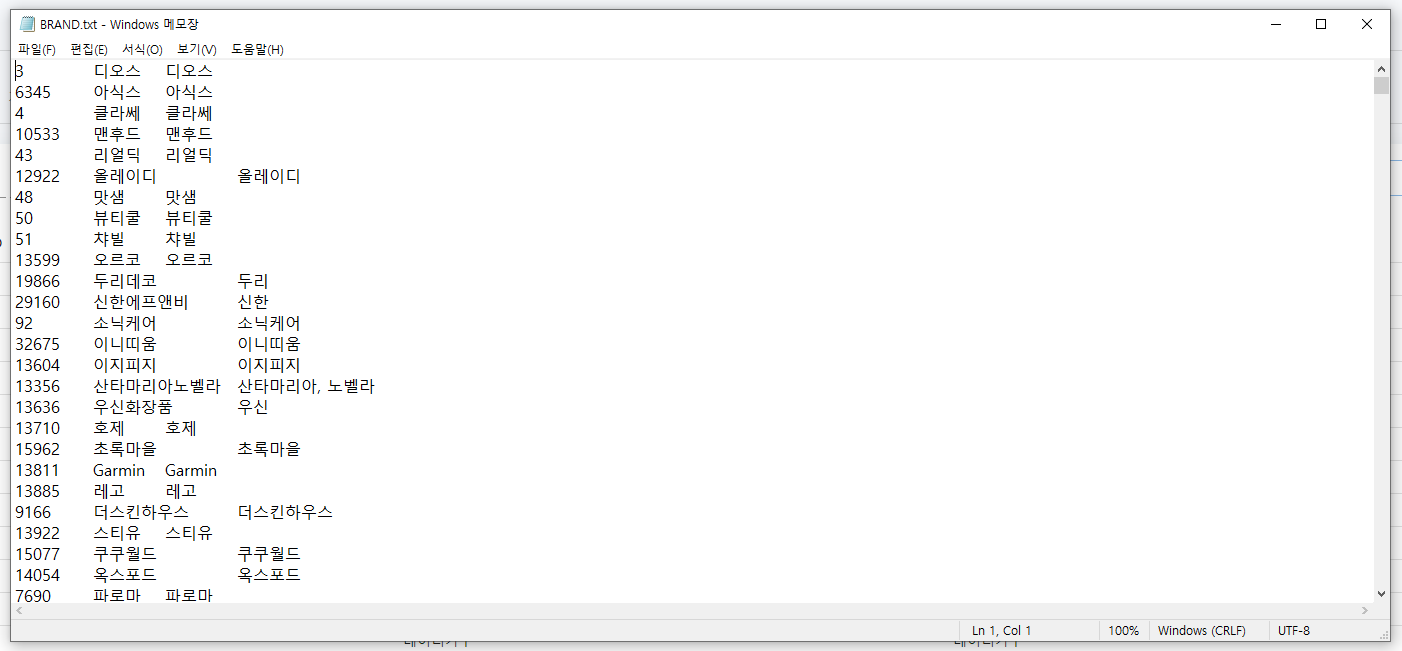 BRAND.txt - Windows 메모장
파일(F) 편집(E) 서식(O) 보기(V) 도움말(H)
3 디오스 디오스
6345 아식스 아식스
4 클라쎄 클라쎄
10533 맨후드 맨후드
43 리얼딕 리얼딕
12922 올레이디 올레이디
48 맛샘 맛샘
50 뷰티쿨 뷰티쿨
51 챠빌 챠빌
13599 오르코 오르코
19866 두리데코 두리
29160 신한에프앤비 신한
92 소닉케어 소닉케어
32675 이니띠움 이니띠움
13604 이지피지 이지피지
13356 산타마리아노벨라 산타마리아, 노벨라
13636 우신화장품 우신
13710 호제 호제
15962 초록마을 초록마을
13811 Garmin Garmin
13885 레고 레고
9166 더스킨하우스 더스킨하우스
13922 스티유 스티유
15077 쿠쿠월드 쿠쿠월드
14054 옥스포드 옥스포드
7690 파로마 파로마
Ln 1, Col 1 100% Windows (CRLF) UTF-8